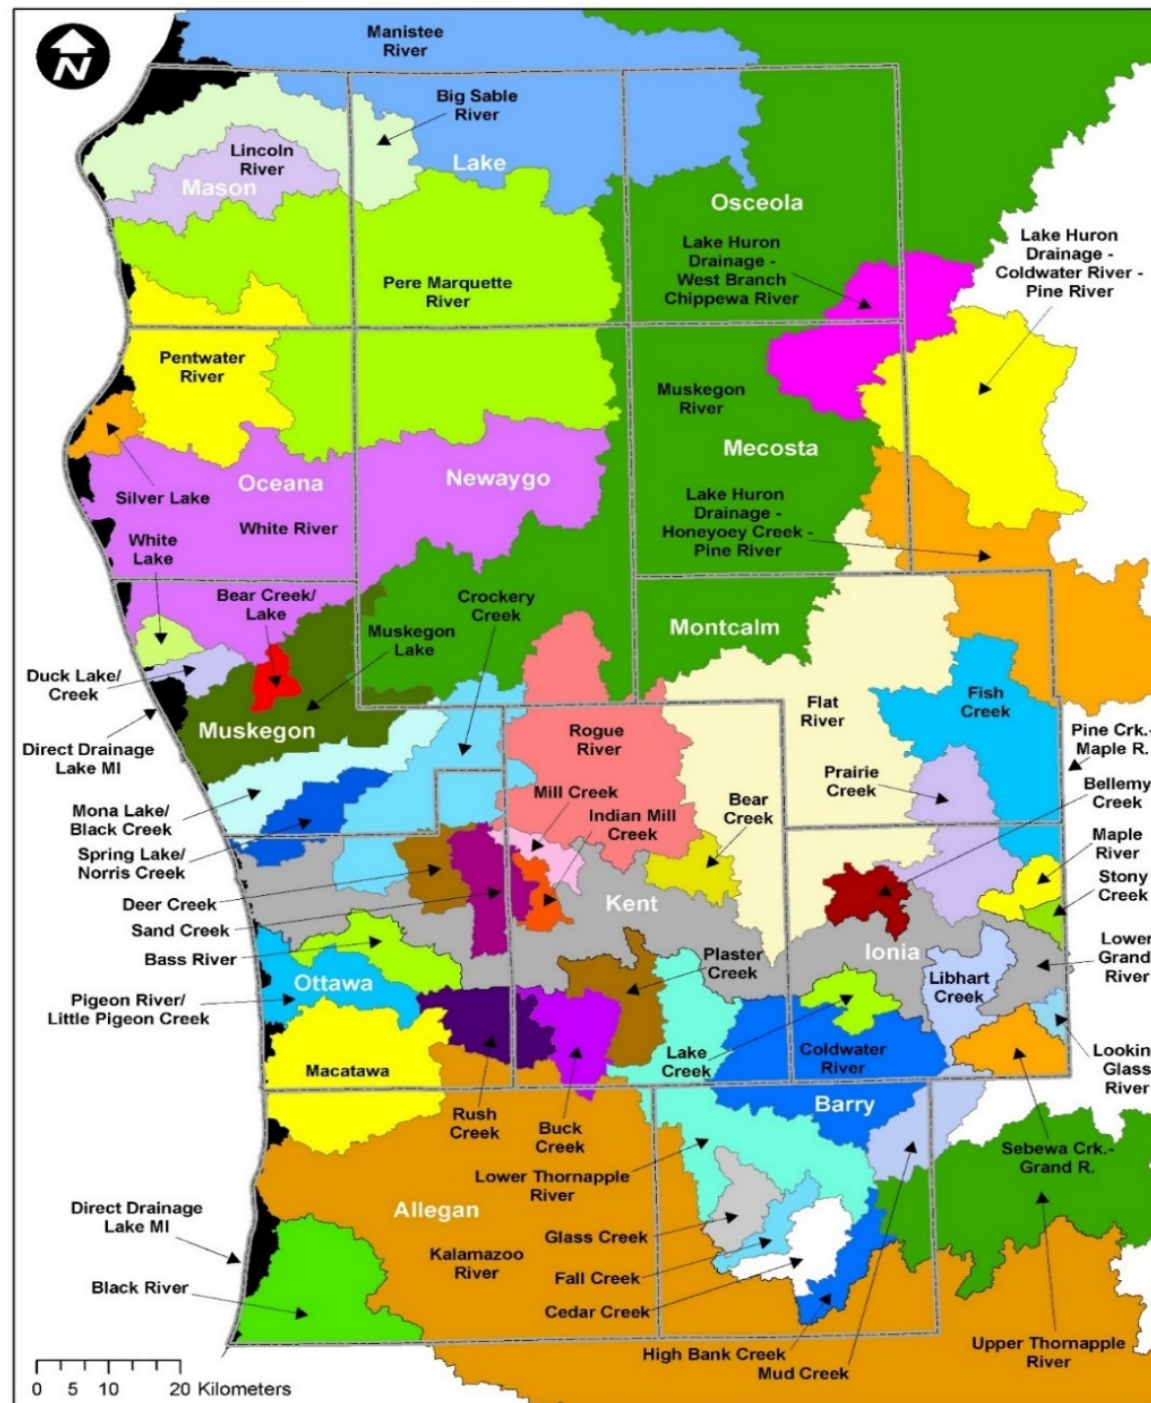 N
Manistee
River
Big Sable
River
Lincoln
River
Lake
Mason
Osceola
Lake Huron
Drainage -
West Branch
Chippewa River
Lake Huron
Drainage -
Coldwater River -
Pine River
Pere Marquette
River
Pentwater
River
Muskegon
River
Mecosta
Silver Lake
Oceana
Newaygo
White River
Lake Huron
Drainage -
Honeyoey Creek -
Pine River
White
Lake
Bear Creek/
Lake
Crockery
Creek
Muskegon
Lake
Montcalm
Duck Lake/
Creek
Muskegon
Direct Drainage
Lake MI
Rogue
River
Flat
River
Fish
Creek
Pine Crk.-
Maple R.
Mona Lake/
Black Creek
Mill Creek
Indian Mill
Creek
Bear
Creek
Prairie
Creek
Bellemy
Creek
Spring Lake/
Norris Creek
Maple
River
Deer Creek
Kent
Stony
Creek
Sand Creek
Bass River
Plaster
Creek
Ionia
Lower
Grand
River
Ottawa
Libhart
Creek
Pigeon River/
Little Pigeon Creek
Macatawa
Lake
Creek
Coldwater
River
Lookin
Glass
River
Rush
Creek
Buck
Creek
Barry
Sebewa Crk.-
Grand R.
Lower Thornapple
River
Direct Drainage
Lake MI
Allegan
Glass Creek
Kalamazoo
River
Fall Creek
Black River
Cedar Creek
High Bank Creek
Mud Creek
Upper Thornapple
River
0 5 10 20 Kilometers